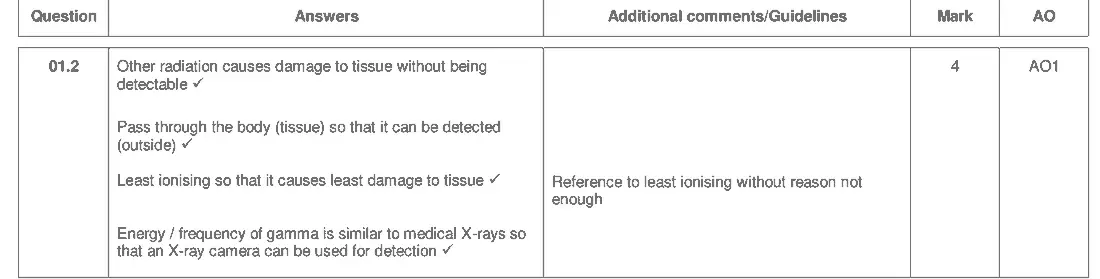 Question Answers Additional comments/Guidelines Mark AO
01.2 Other radiation causes damage to tissue without being 4 AO1
detectable ✓
Pass through the body (tissue) so that it can be detected
(outside) ✓
Least ionising so that it causes least damage to tissue ✓ Reference to least ionising without reason not
enough
Energy / frequency of gamma is similar to medical X-rays so
that an X-ray camera can be used for detection ✓